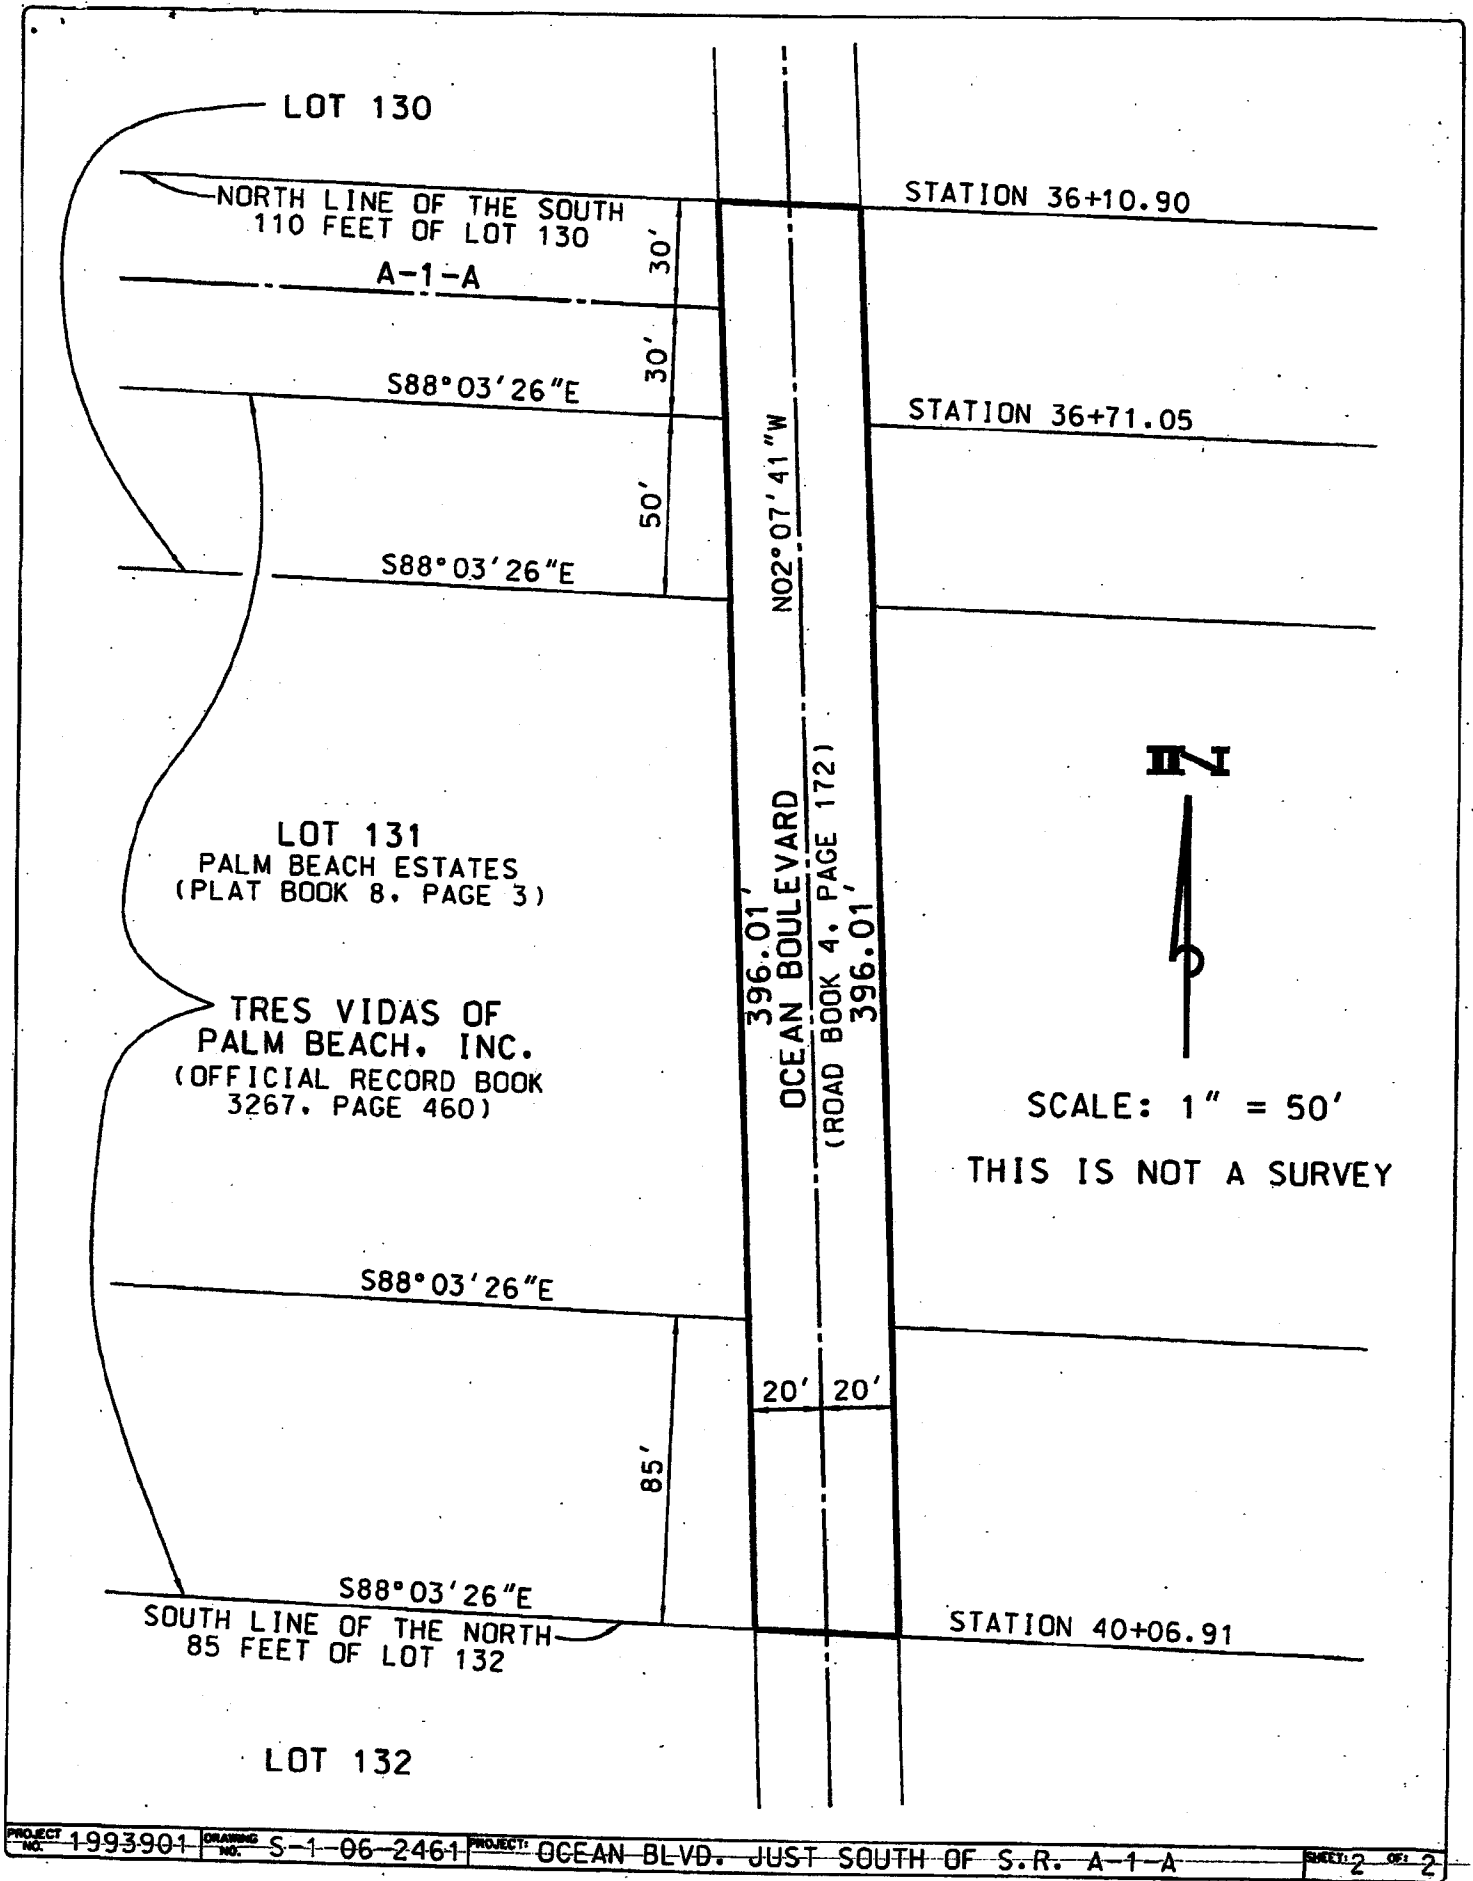 LOT 130
NORTH LINE OF THE SOUTH
110 FEET OF LOT 130
STATION 36+10.90
30'
A-1-A
30'
S88°03'26"E
STATION 36+71.05
50'
N02°07'41"W
S88°03'26"E
LOT 131
PALM BEACH ESTATES
(PLAT BOOK 8, PAGE 3)
TRES VIDAS OF
PALM BEACH, INC.
(OFFICIAL RECORD BOOK
3267, PAGE 460)
396.01'
OCEAN BOULEVARD
(ROAD BOOK 4, PAGE 172)
396.01'
N
SCALE: 1" = 50'
THIS IS NOT A SURVEY
S88°03'26"E
20' 20'
85'
S88°03'26"E
SOUTH LINE OF THE NORTH
85 FEET OF LOT 132
STATION 40+06.91
LOT 132
PROJECT NO. 1993901 DRAWING NO. S-1-06-2461 PROJECT: OCEAN BLVD. JUST SOUTH OF S.R. A-1-A SHEET: 2 OF: 2